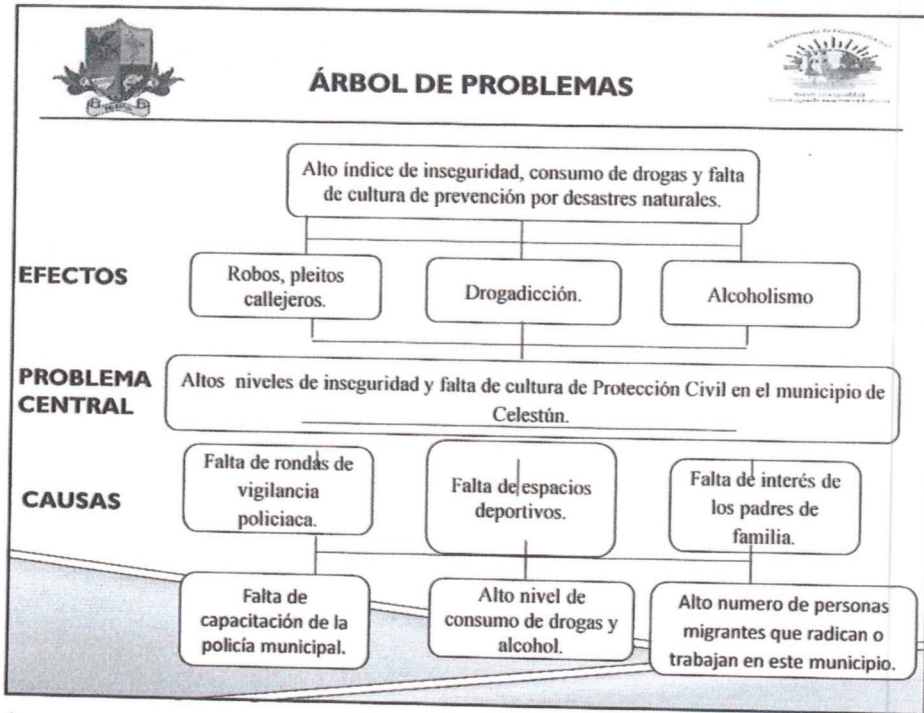 ÁRBOL DE PROBLEMAS
Alto índice de inseguridad, consumo de drogas y falta
de cultura de prevención por desastres naturales.
EFECTOS
Robos, pleitos
callejeros.
Drogadicción.
Alcoholismo
PROBLEMA
CENTRAL
Altos niveles de inseguridad y falta de cultura de Protección Civil en el municipio de
Celestún.
CAUSAS
Falta de rondas de
vigilancia
policiaca.
Falta de espacios
deportivos.
Falta de interés de
los padres de
familia.
Falta de
capacitación de la
policía municipal.
Alto nivel de
consumo de drogas y
alcohol.
Alto numero de personas
migrantes que radican o
trabajan en este municipio.